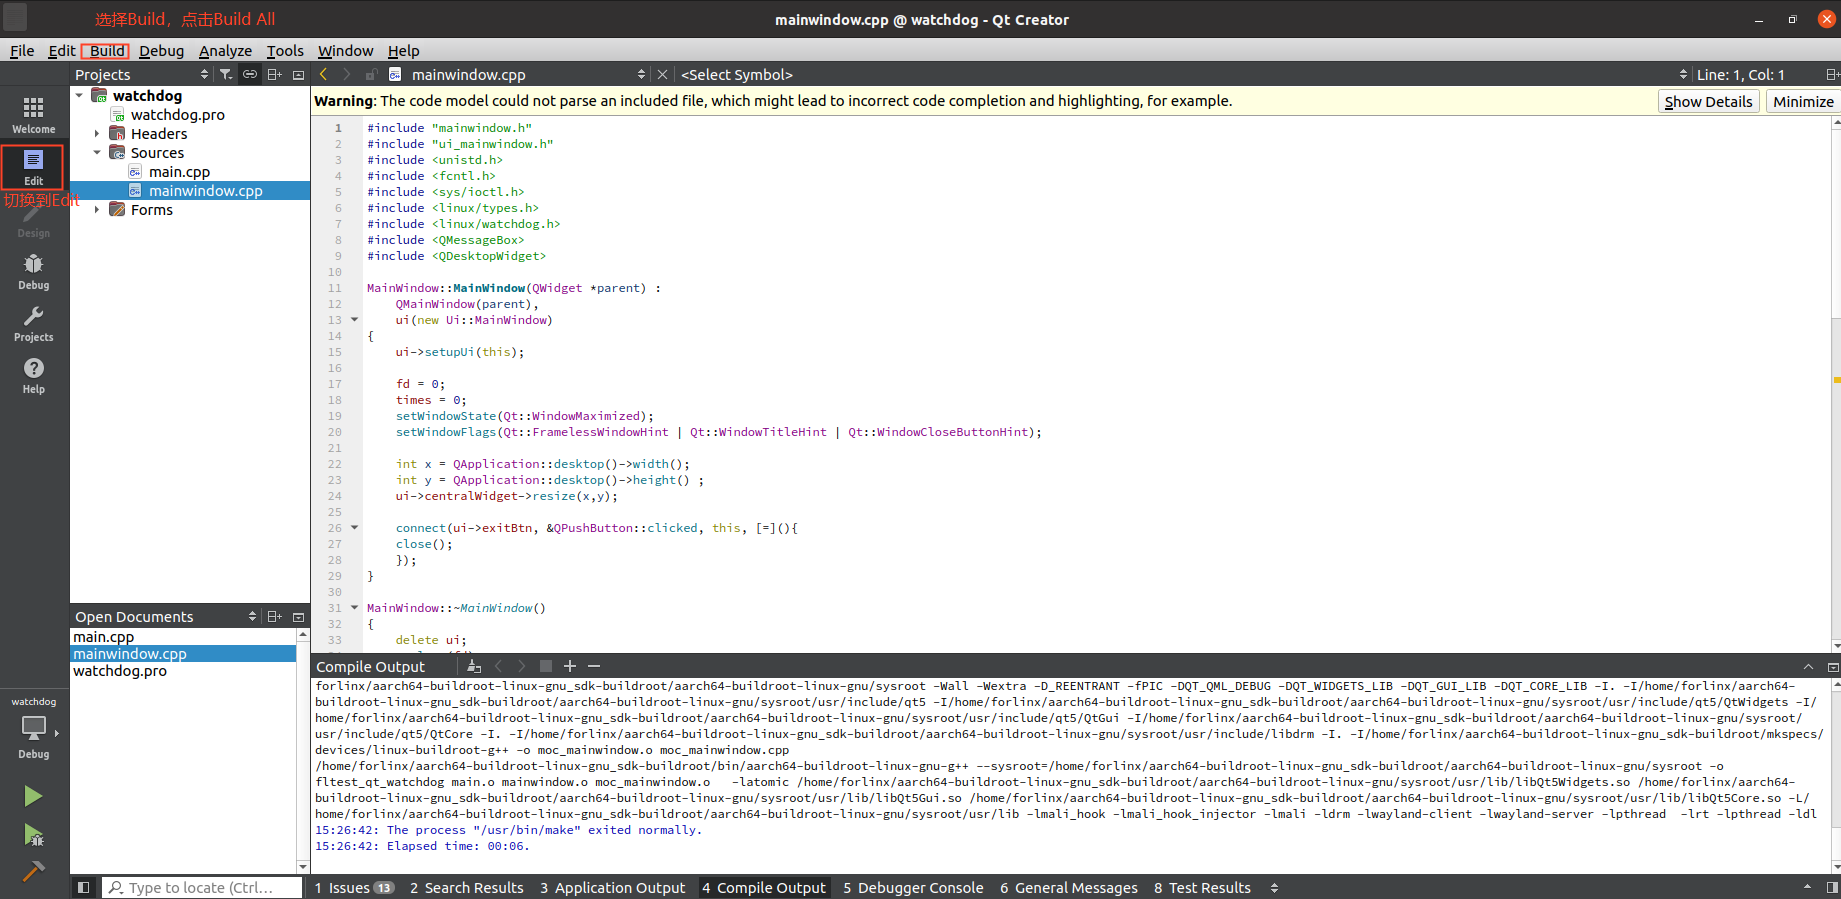 选择Build，点击Build All
mainwindow.cpp @ watchdog - Qt Creator
File Edit Build Debug Analyze Tools Window Help
Projects
mainwindow.cpp
<Select Symbol>
Line: 1, Col: 1
Warning: The code model could not parse an included file, which might lead to incorrect code completion and highlighting, for example.
Show Details
Minimize
Welcome
Edit
切换到Edit
Design
Debug
Projects
Help
watchdog
watchdog.pro
Headers
Sources
main.cpp
mainwindow.cpp
Forms
1 #include "mainwindow.h"
2 #include "ui_mainwindow.h"
3 #include <unistd.h>
4 #include <fcntl.h>
5 #include <sys/ioctl.h>
6 #include <linux/types.h>
7 #include <linux/watchdog.h>
8 #include <QMessageBox>
9 #include <QDesktopWidget>
10
11 MainWindow::MainWindow(QWidget *parent) :
12 QMainWindow(parent),
13 ui(new Ui::MainWindow)
14 {
15 ui->setupUi(this);
16
17 fd = 0;
18 times = 0;
19 setWindowState(Qt::WindowMaximized);
20 setWindowFlags(Qt::FramelessWindowHint | Qt::WindowTitleHint | Qt::WindowCloseButtonHint);
21
22 int x = QApplication::desktop()->width();
23 int y = QApplication::desktop()->height() ;
24 ui->centralWidget->resize(x,y);
25
26 connect(ui->exitBtn, &QPushButton::clicked, this, [=](){
27 close();
28 });
29 }
30
31 MainWindow::~MainWindow()
32 {
33 delete ui;
Open Documents
main.cpp
mainwindow.cpp
watchdog.pro
watchdog
Debug
Compile Output
forlinx/aarch64-buildroot-linux-gnu_sdk-buildroot/aarch64-buildroot-linux-gnu/sysroot -Wall -Wextra -D_REENTRANT -fPIC -DQT_QML_DEBUG -DQT_WIDGETS_LIB -DQT_GUI_LIB -DQT_CORE_LIB -I. -I/home/forlinx/aarch64-
buildroot-linux-gnu_sdk-buildroot/aarch64-buildroot-linux-gnu/sysroot/usr/include/qt5 -I/home/forlinx/aarch64-buildroot-linux-gnu_sdk-buildroot/aarch64-buildroot-linux-gnu/sysroot/usr/include/qt5/QtWidgets -I/
home/forlinx/aarch64-buildroot-linux-gnu_sdk-buildroot/aarch64-buildroot-linux-gnu/sysroot/usr/include/qt5/QtGui -I/home/forlinx/aarch64-buildroot-linux-gnu_sdk-buildroot/aarch64-buildroot-linux-gnu/sysroot/
usr/include/qt5/QtCore -I. -I/home/forlinx/aarch64-buildroot-linux-gnu_sdk-buildroot/aarch64-buildroot-linux-gnu/sysroot/usr/include/libdrm -I. -I/home/forlinx/aarch64-buildroot-linux-gnu_sdk-buildroot/mkspecs/
devices/linux-buildroot-g++ -o moc_mainwindow.o moc_mainwindow.cpp
/home/forlinx/aarch64-buildroot-linux-gnu_sdk-buildroot/bin/aarch64-buildroot-linux-gnu-g++ --sysroot=/home/forlinx/aarch64-buildroot-linux-gnu_sdk-buildroot/aarch64-buildroot-linux-gnu/sysroot -o
fltest_qt_watchdog main.o mainwindow.o moc_mainwindow.o -latomic /home/forlinx/aarch64-buildroot-linux-gnu_sdk-buildroot/aarch64-buildroot-linux-gnu/sysroot/usr/lib/libQt5Widgets.so /home/forlinx/aarch64-
buildroot-linux-gnu_sdk-buildroot/aarch64-buildroot-linux-gnu/sysroot/usr/lib/libQt5Gui.so /home/forlinx/aarch64-buildroot-linux-gnu_sdk-buildroot/aarch64-buildroot-linux-gnu/sysroot/usr/lib/libQt5Core.so -L/
home/forlinx/aarch64-buildroot-linux-gnu_sdk-buildroot/aarch64-buildroot-linux-gnu/sysroot/usr/lib -lmali_hook -lmali_hook_injector -lmali -ldrm -lwayland-client -lwayland-server -lpthread -lrt -lpthread -ldl
15:26:42: The process "/usr/bin/make" exited normally.
15:26:42: Elapsed time: 00:06.
Type to locate (Ctrl...
1 Issues 13
2 Search Results
3 Application Output
4 Compile Output
5 Debugger Console
6 General Messages
8 Test Results